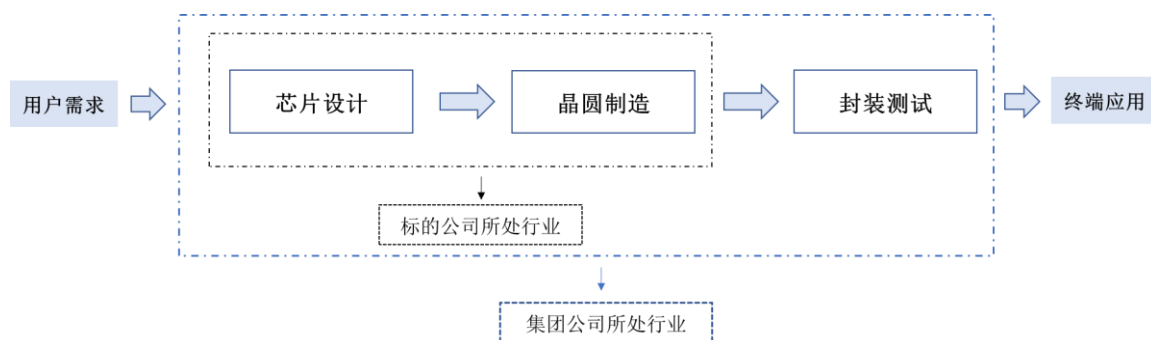 用户需求
芯片设计
晶圆制造
封装测试
终端应用
标的公司所处行业
集团公司所处行业